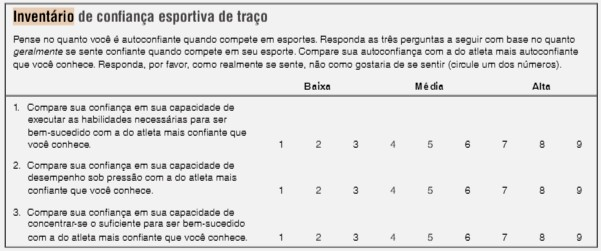 Inventário de confiança esportiva de traço
Pense no quanto você é autoconfiante quando compete em esportes. Responda as três perguntas a seguir com base no quanto
geralmente se sente confiante quando compete em seu esporte. Compare sua autoconfiança com a do atleta mais autoconfiante
que você conhece. Responda, por favor, como realmente se sente, não como gostaria de se sentir (circule um dos números).
Baixa Média Alta
1. Compare sua confiança em sua capacidade de
executar as habilidades necessárias para ser
bem-sucedido com a do atleta mais confiante que
você conhece. 1 2 3 4 5 6 7 8 9
2. Compare sua confiança em sua capacidade de
desempenho sob pressão com a do atleta mais
confiante que você conhece. 1 2 3 4 5 6 7 8 9
3. Compare sua confiança em sua capacidade de
concentrar-se o suficiente para ser bem-sucedido
com a do atleta mais confiante que você conhece. 1 2 3 4 5 6 7 8 9